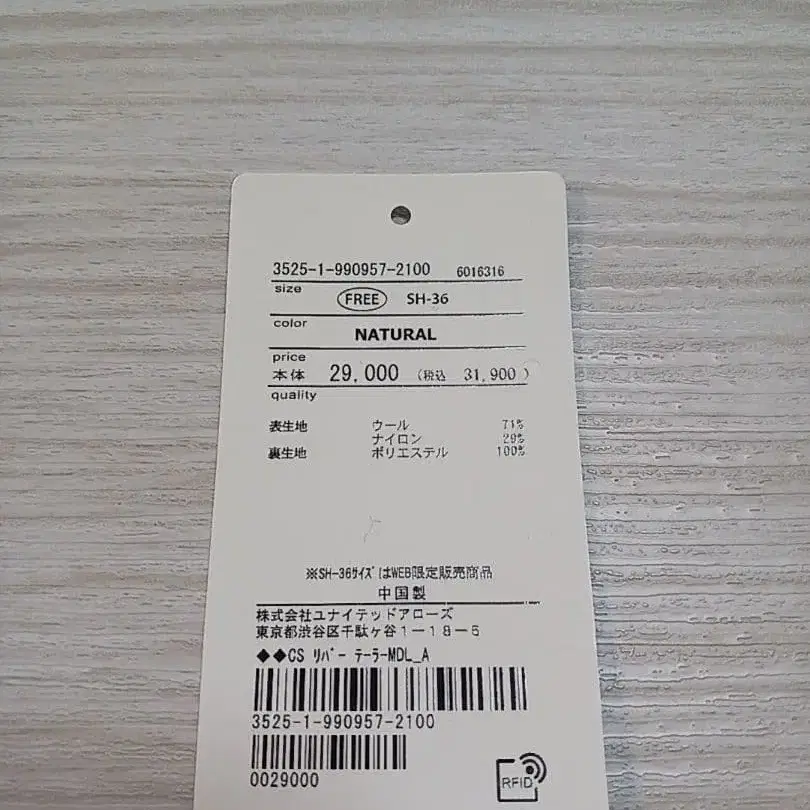 3525-1-990957-2100 6016316
size
FREE SH-36
color
NATURAL
price
本体 29,000 (税込 31,900)
quality
表生地 ウール 71%
ナイロン 29%
裏生地 ポリエステル 100%
※SH-36サイズはWEB限定販売商品
中国製
株式会社ユナイテッドアローズ
東京都渋谷区千駄ヶ谷1-18-5
◆◆CS リバー テーラーMDL_A
3525-1-990957-2100
0029000
RFID